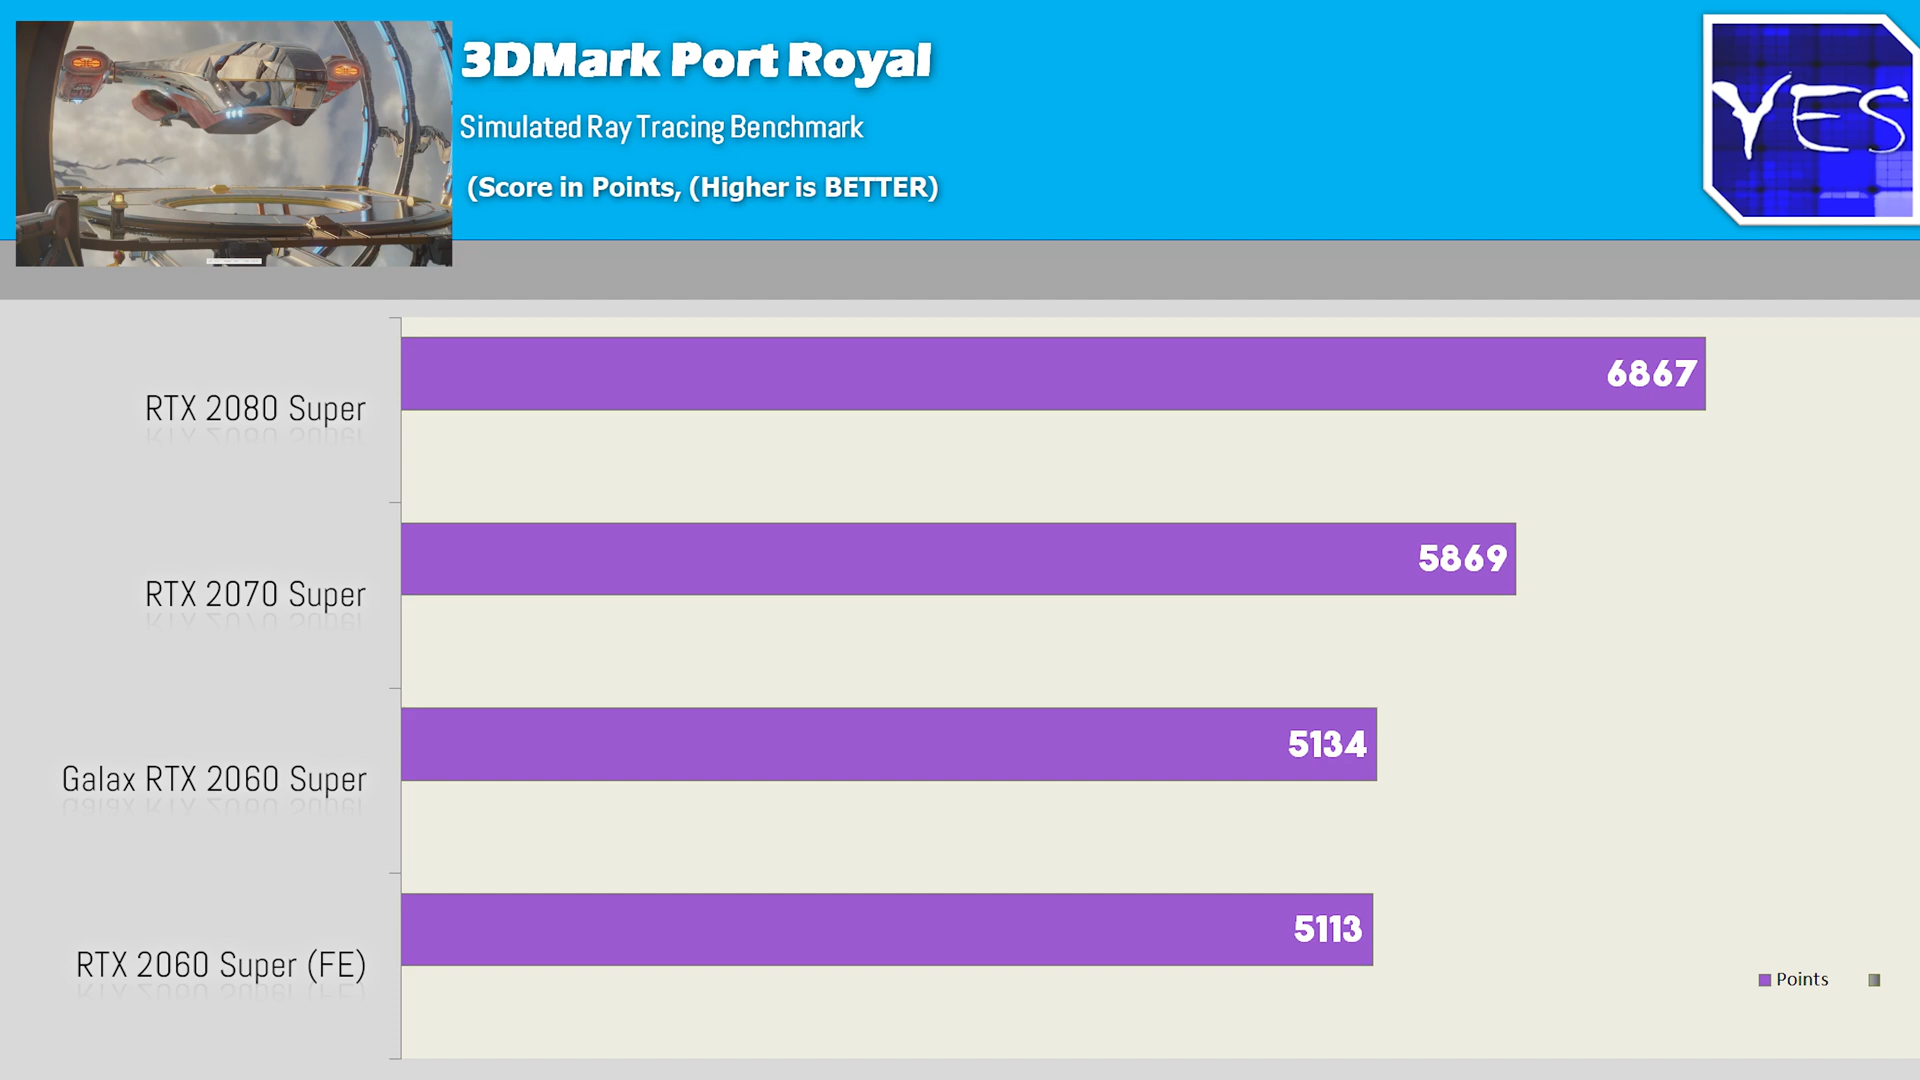 3DMark Port Royal
Simulated Ray Tracing Benchmark
(Score in Points, (Higher is BETTER)
YES
RTX 2080 Super
6867
RTX 2070 Super
5869
Galax RTX 2060 Super
5134
RTX 2060 Super (FE)
5113
Points